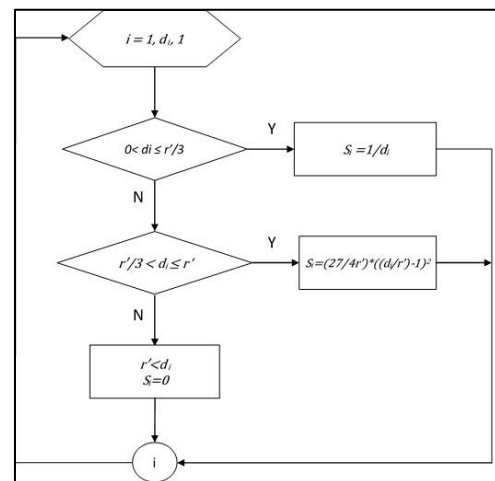 i = 1, dᵢ, 1
0< di ≤ r'/3
Y
Sᵢ =1/dᵢ
N
r'/3 < dᵢ ≤ r'
Y
Sᵢ=(27/4r')*((dᵢ/r')-1)²
N
r'<dᵢ
Sᵢ=0
i